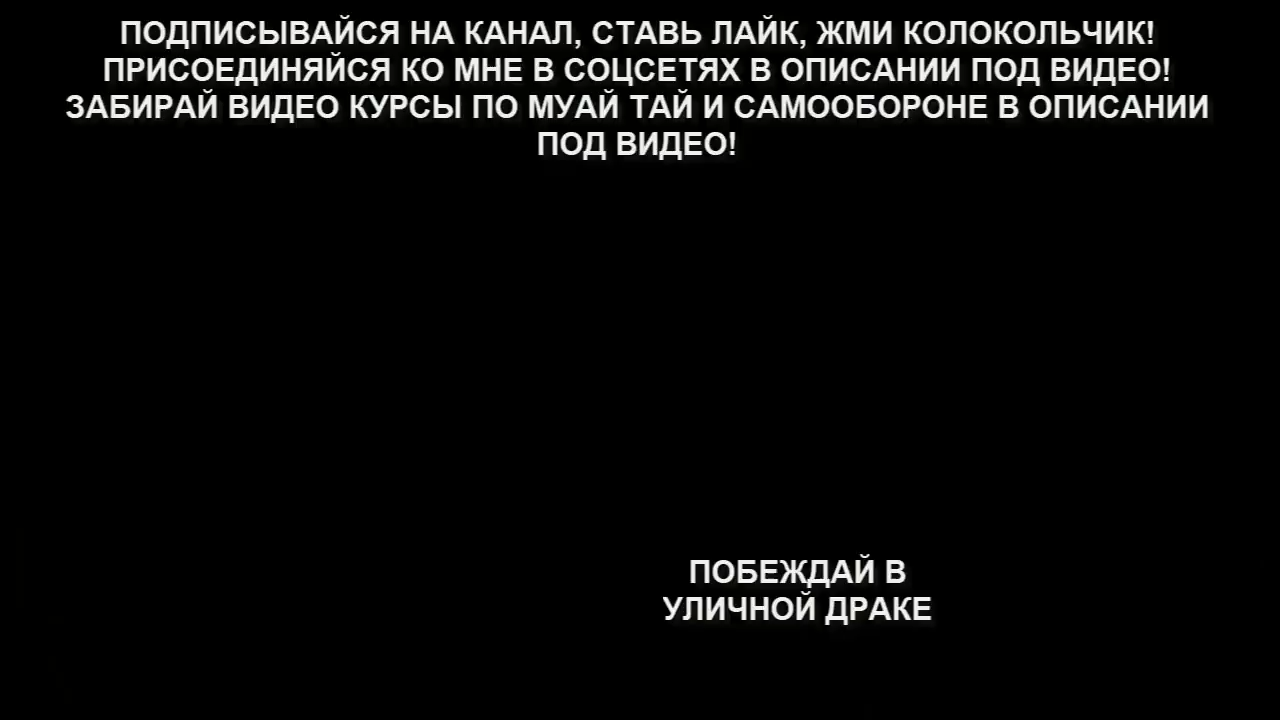 ПОДПИСЫВАЙСЯ НА КАНАЛ, СТАВЬ ЛАЙК, ЖМИ КОЛОКОЛЬЧИК!
ПРИСОЕДИНЯЙСЯ КО МНЕ В СОЦСЕТЯХ В ОПИСАНИИ ПОД ВИДЕО!
ЗАБИРАЙ ВИДЕО КУРСЫ ПО МУАЙ ТАЙ И САМООБОРОНЕ В ОПИСАНИИ
ПОД ВИДЕО!
ПОБЕЖДАЙ В
УЛИЧНОЙ ДРАКЕ